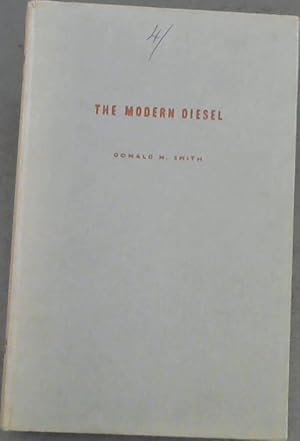 4/
THE MODERN DIESEL
DONALD H. SMITH